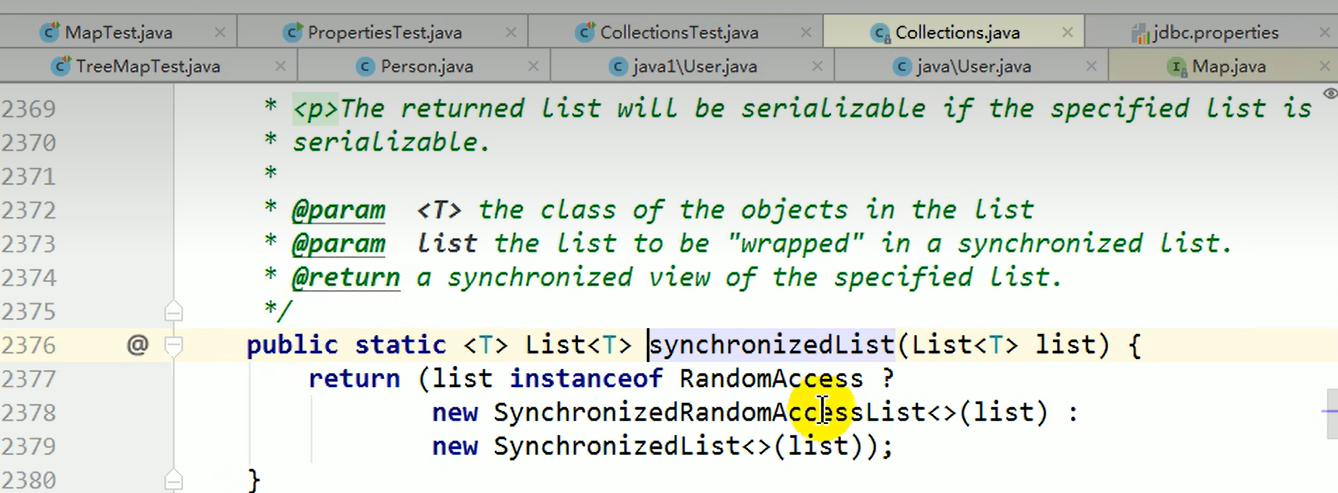 MapTest.java PropertiesTest.java CollectionsTest.java Collections.java jdbc.properties
TreeMapTest.java Person.java java1\User.java java\User.java Map.java
2369 * <p>The returned list will be serializable if the specified list is
2370 * serializable.
2371 *
2372 * @param <T> the class of the objects in the list
2373 * @param list the list to be "wrapped" in a synchronized list.
2374 * @return a synchronized view of the specified list.
2375 */
2376 @ public static <T> List<T> synchronizedList(List<T> list) {
2377 return (list instanceof RandomAccess ?
2378 new SynchronizedRandomAccessList<>(list) :
2379 new SynchronizedList<>(list));
2380 }